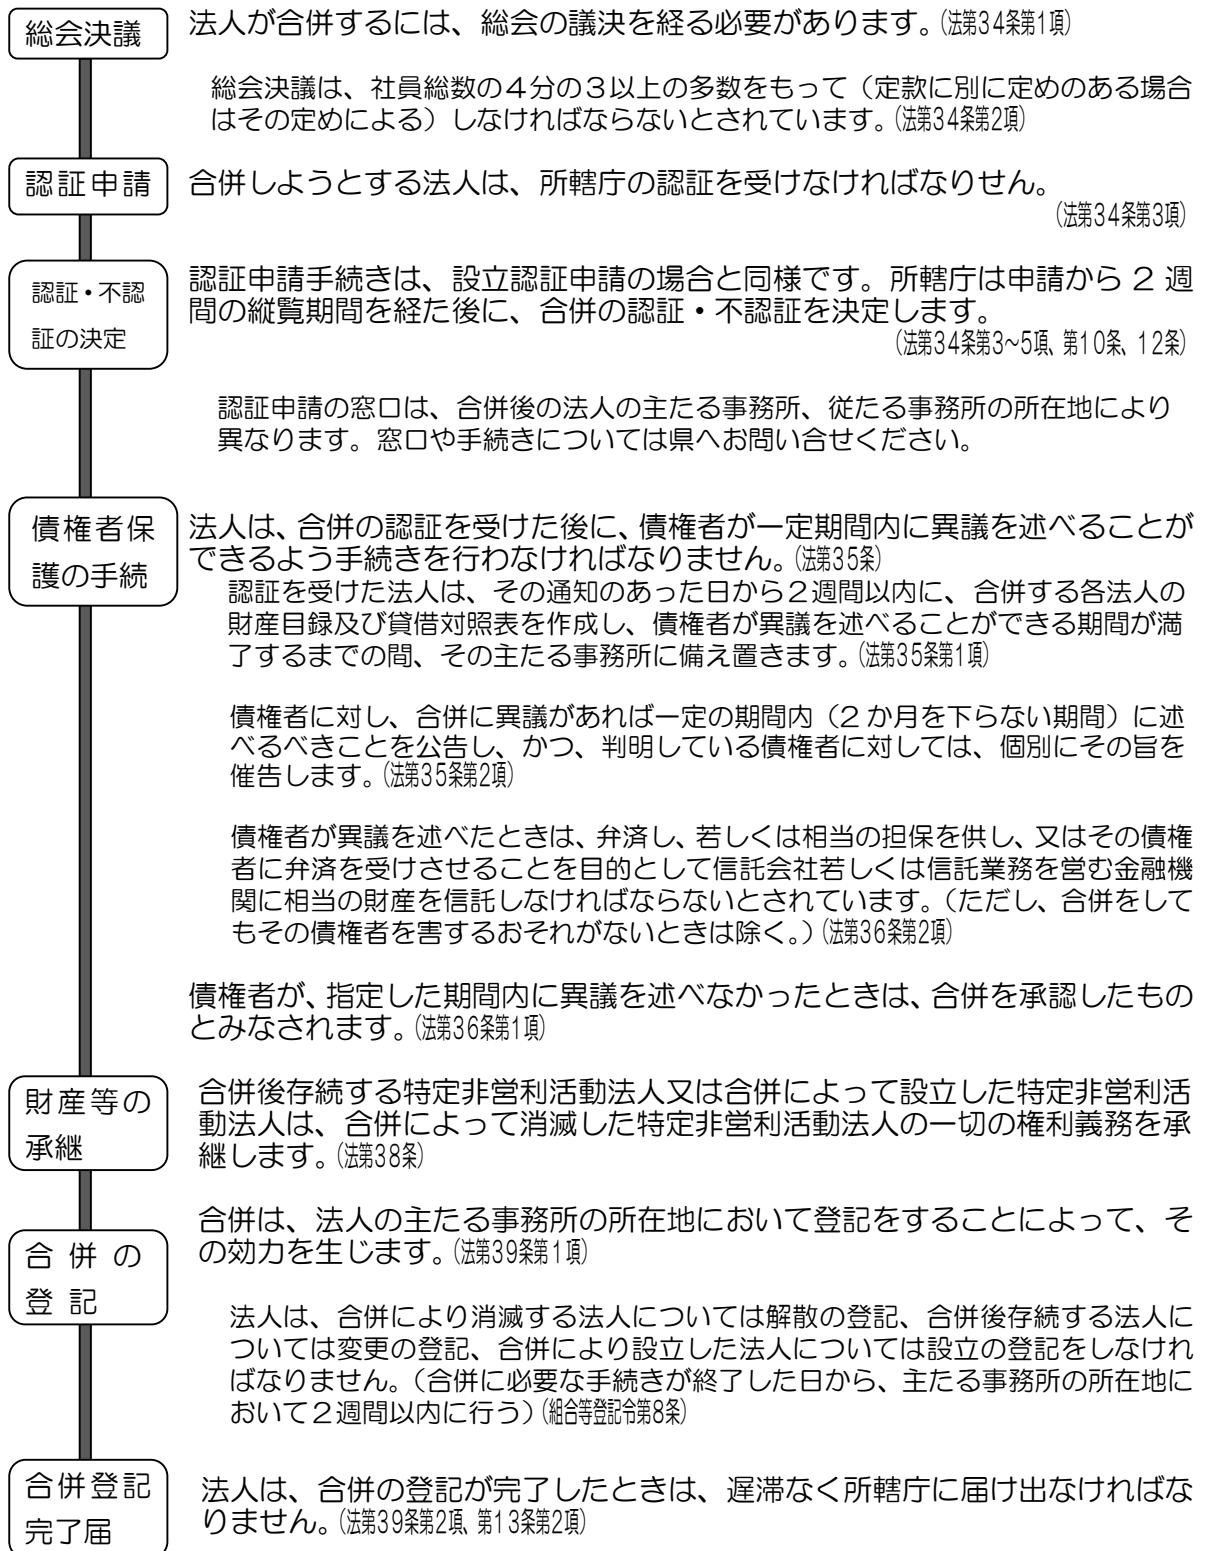 総会決議
法人が合併するには、総会の議決を経る必要があります。(法第34条第1項)
総会決議は、社員総数の4分の3以上の多数をもって（定款に別に定めのある場合
はその定めによる）しなければならないとされています。(法第34条第2項)
認証申請
合併しようとする法人は、所轄庁の認証を受けなければなりせん。
(法第34条第3項)
認証・不認
証の決定
認証申請手続きは、設立認証申請の場合と同様です。所轄庁は申請から 2 週
間の縦覧期間を経た後に、合併の認証・不認証を決定します。
(法第34条第3~5項、第10条、12条)
認証申請の窓口は、合併後の法人の主たる事務所、従たる事務所の所在地により
異なります。窓口や手続きについては県へお問い合せください。
債権者保
護の手続
法人は、合併の認証を受けた後に、債権者が一定期間内に異議を述べることが
できるよう手続きを行わなければなりません。(法第35条)
認証を受けた法人は、その通知のあった日から2週間以内に、合併する各法人の
財産目録及び貸借対照表を作成し、債権者が異議を述べることができる期間が満
了するまでの間、その主たる事務所に備え置きます。(法第35条第1項)
債権者に対し、合併に異議があれば一定の期間内（2 か月を下らない期間）に述
べるべきことを公告し、かつ、判明している債権者に対しては、個別にその旨を
催告します。(法第35条第2項)
債権者が異議を述べたときは、弁済し、若しくは相当の担保を供し、又はその債権
者に弁済を受けさせることを目的として信託会社若しくは信託業務を営む金融機
関に相当の財産を信託しなければならないとされています。（ただし、合併をして
もその債権者を害するおそれがないときは除く。）(法第36条第2項)
債権者が、指定した期間内に異議を述べなかったときは、合併を承認したもの
とみなされます。(法第36条第1項)
財産等の
承継
合併後存続する特定非営利活動法人又は合併によって設立した特定非営利活
動法人は、合併によって消滅した特定非営利活動法人の一切の権利義務を承
継します。(法第38条)
合併の
登記
合併は、法人の主たる事務所の所在地において登記をすることによって、そ
の効力を生じます。(法第39条第1項)
法人は、合併により消滅する法人については解散の登記、合併後存続する法人に
ついては変更の登記、合併により設立した法人については設立の登記をしなけれ
ばなりません。（合併に必要な手続きが終了した日から、主たる事務所の所在地に
おいて2週間以内に行う）(組合等登記令第8条)
合併登記
完了届
法人は、合併の登記が完了したときは、遅滞なく所轄庁に届け出なければな
りません。(法第39条第2項、第13条第2項)